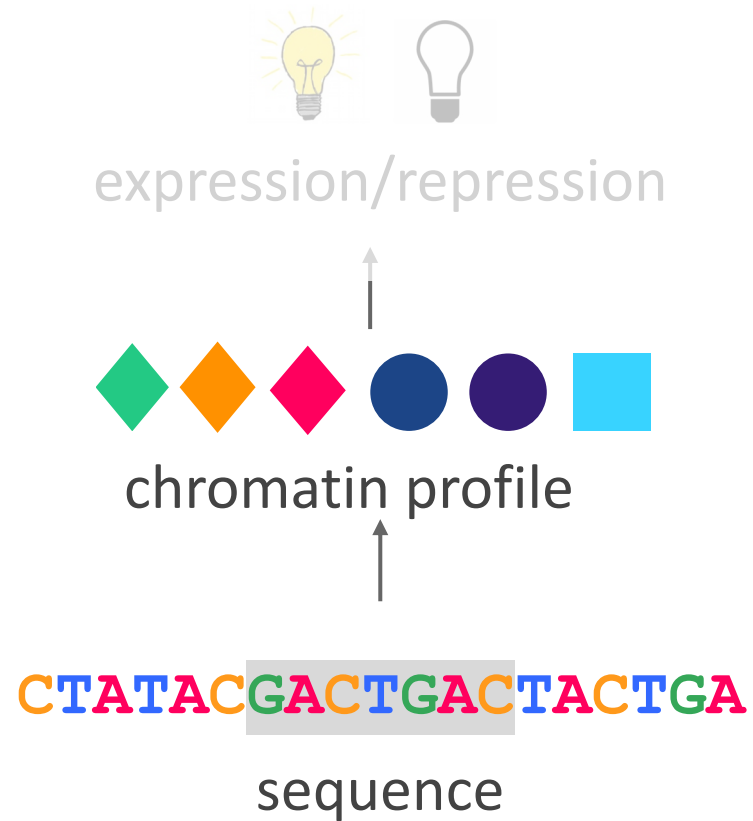 expression/repression
chromatin profile
CTATACGACTGACTACTGA
sequence